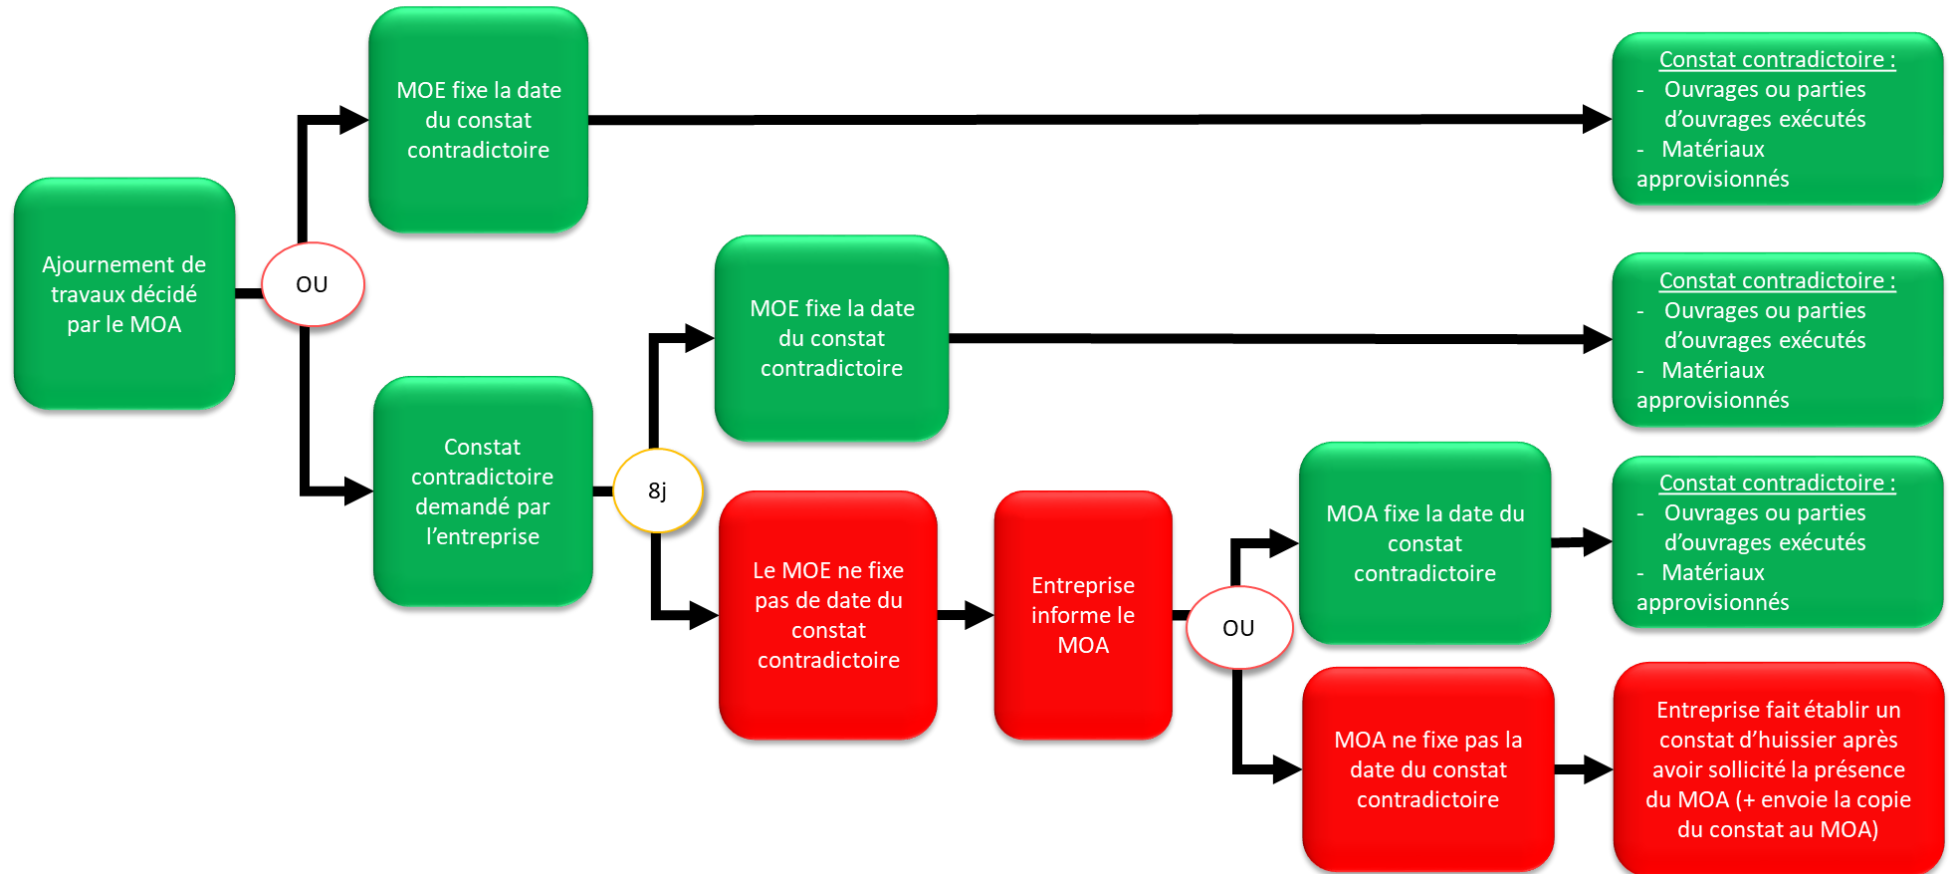 MOE fixe la date
du constat
contradictoire
Constat contradictoire :
- Ouvrages ou parties
d’ouvrages exécutés
- Matériaux
approvisionnés
Ajournement de
travaux décidé
par le MOA
OU
MOE fixe la date
du constat
contradictoire
Constat contradictoire :
- Ouvrages ou parties
d’ouvrages exécutés
- Matériaux
approvisionnés
Constat
contradictoire
demandé par
l’entreprise
8j
Le MOE ne fixe
pas de date du
constat
contradictoire
Entreprise
informe le
MOA
OU
MOA fixe la date du
constat
contradictoire
Constat contradictoire :
- Ouvrages ou parties
d’ouvrages exécutés
- Matériaux
approvisionnés
MOA ne fixe pas la
date du constat
contradictoire
Entreprise fait établir un
constat d’huissier après
avoir sollicité la présence
du MOA (+ envoie la copie
du constat au MOA)